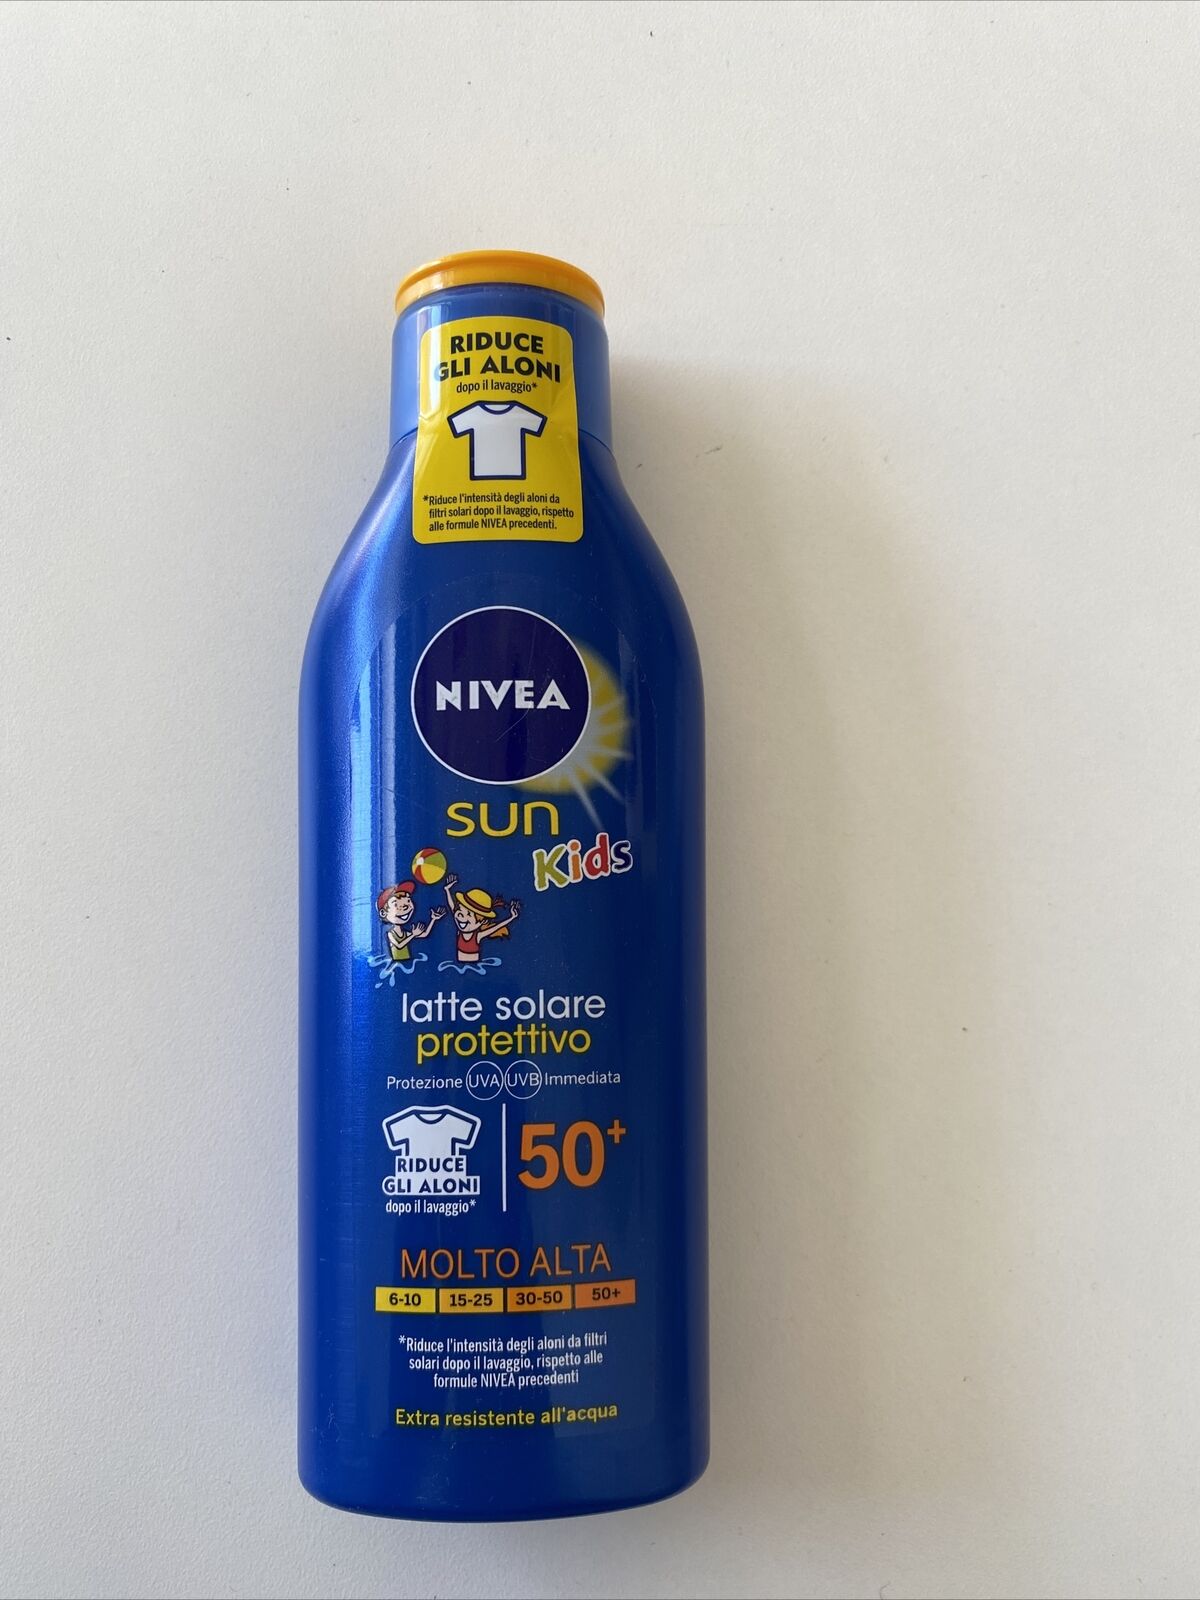 RIDUCE
GLI ALONI
dopo il lavaggio*
*Riduce l'intensità degli aloni da
filtri solari dopo il lavaggio, rispetto
alle formule NIVEA precedenti.
NIVEA
sun
Kids
latte solare
protettivo
Protezione UVA UVB Immediata
RIDUCE
GLI ALONI
dopo il lavaggio*
50+
MOLTO ALTA
6-10 15-25 30-50 50+
*Riduce l'intensità degli aloni da filtri
solari dopo il lavaggio, rispetto alle
formule NIVEA precedenti
Extra resistente all'acqua